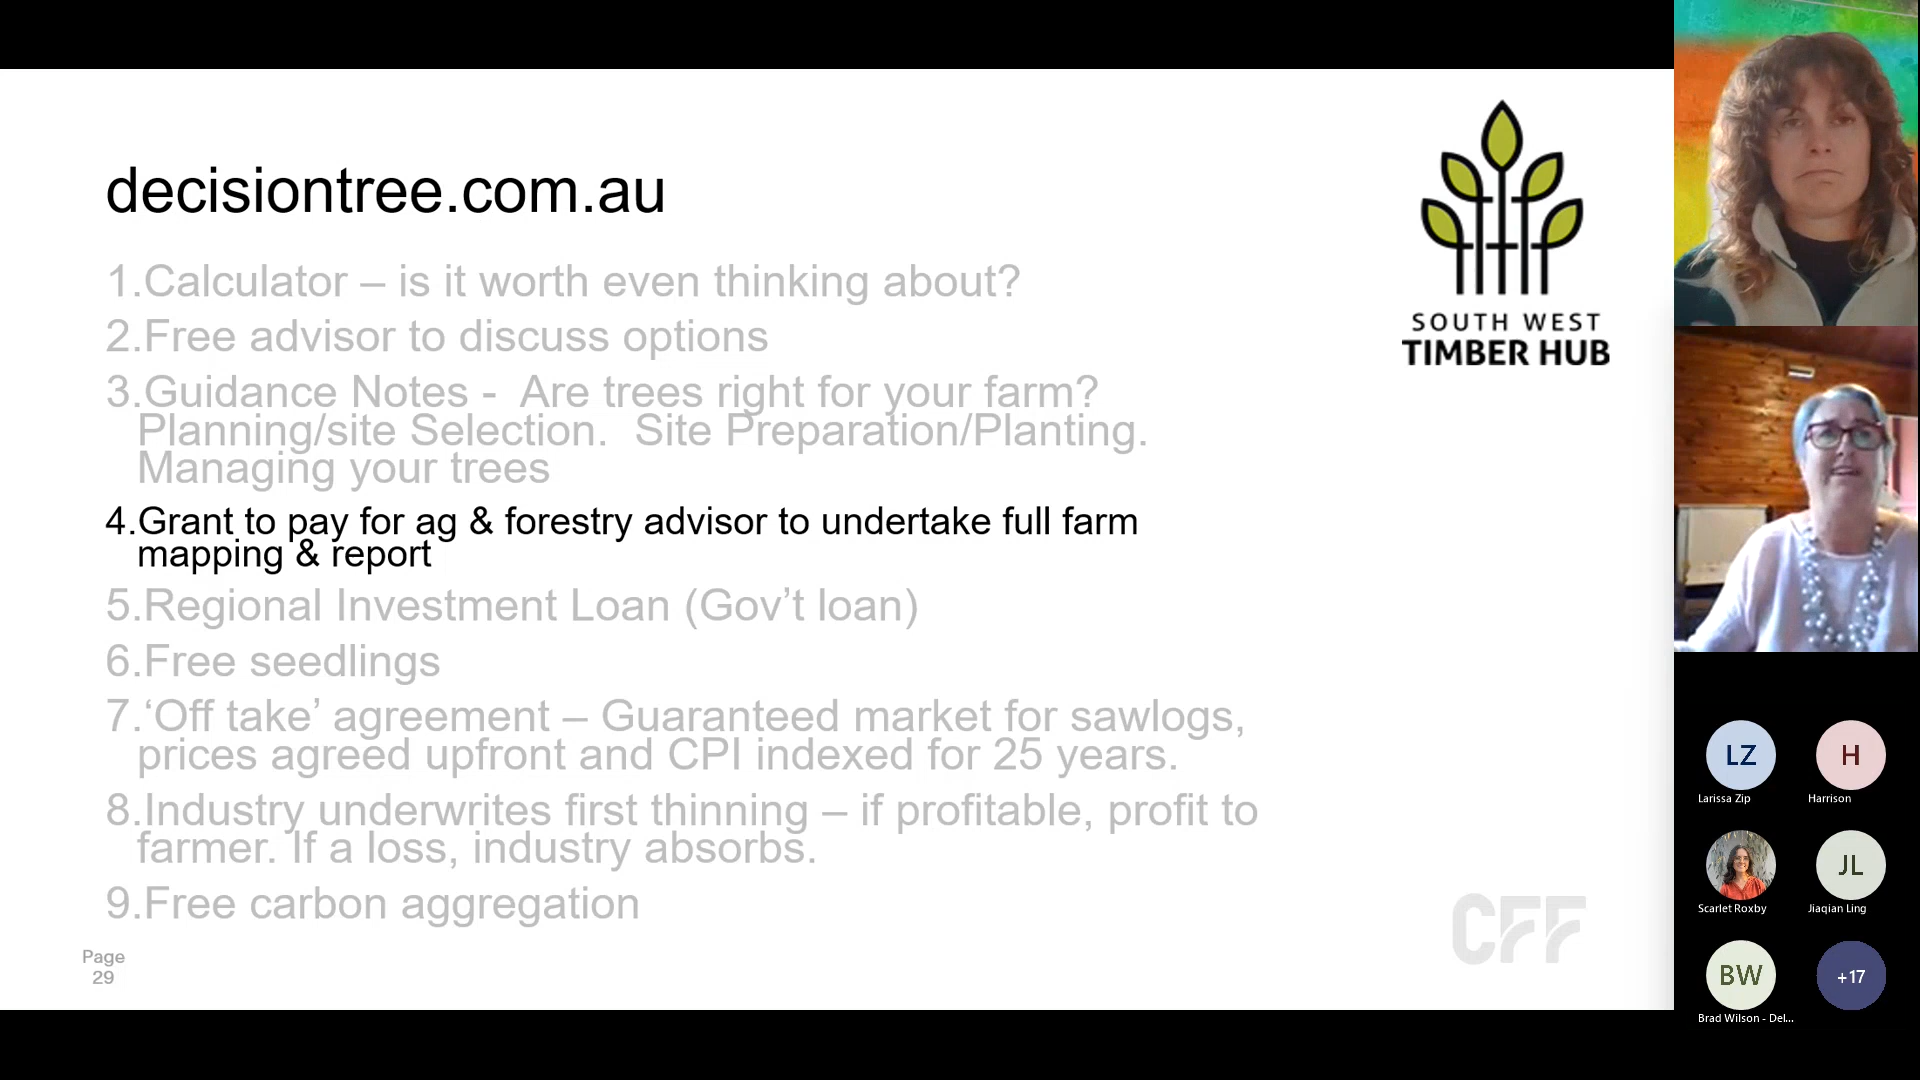 decisiontree.com.au
1.Calculator – is it worth even thinking about?
2.Free advisor to discuss options
3.Guidance Notes -  Are trees right for your farm?
Planning/site Selection.  Site Preparation/Planting.
Managing your trees
4.Grant to pay for ag & forestry advisor to undertake full farm
mapping & report
5.Regional Investment Loan (Gov’t loan)
6.Free seedlings
7.‘Off take’ agreement – Guaranteed market for sawlogs,
prices agreed upfront and CPI indexed for 25 years.
8.Industry underwrites first thinning – if profitable, profit to
farmer. If a loss, industry absorbs.
9.Free carbon aggregation
Page
29
SOUTH WEST
TIMBER HUB
CFF
LZ
Larissa Zip
H
Harrison
Scarlet Roxby
JL
Jiaqian Ling
BW
Brad Wilson - Del...
+17